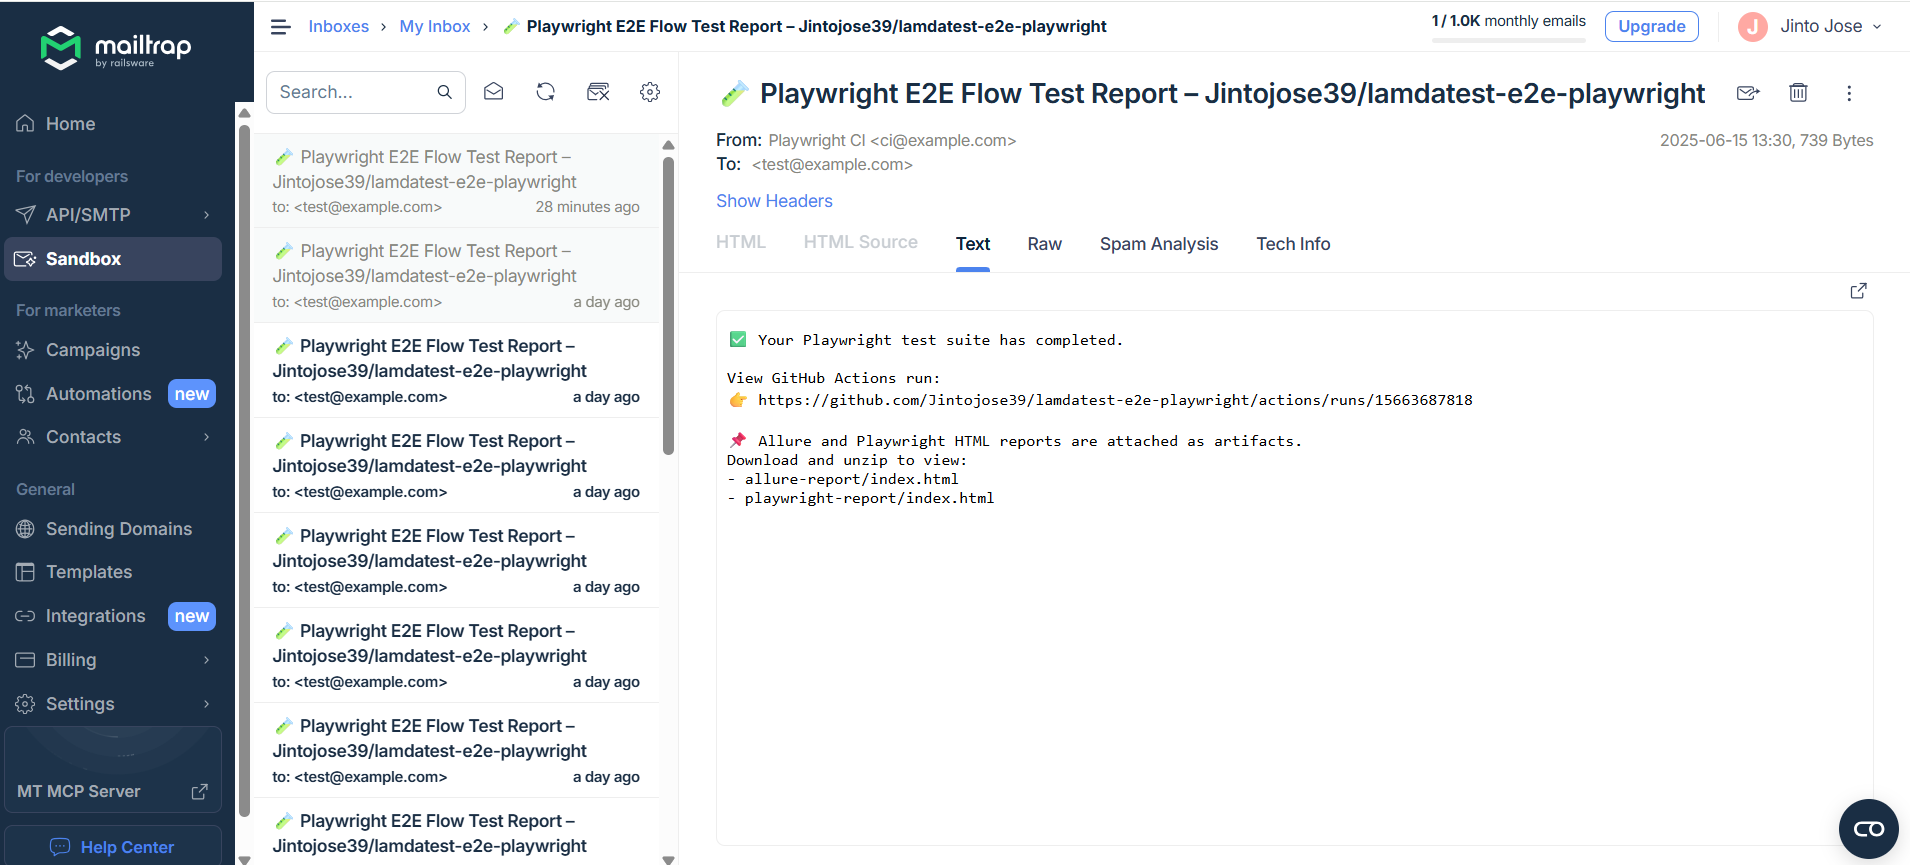 mailtrap
by railsware
Home
For developers
API/SMTP
Sandbox
For marketers
Campaigns
Automations new
Contacts
General
Sending Domains
Templates
Integrations new
Billing
Settings
MT MCP Server
Help Center
Inboxes › My Inbox › Playwright E2E Flow Test Report – Jintojose39/lamdatest-e2e-playwright
1 / 1.0K monthly emails
Upgrade
J Jinto Jose
Search...
Playwright E2E Flow Test Report –
Jintojose39/lamdatest-e2e-playwright
to: <test@example.com> 28 minutes ago
Playwright E2E Flow Test Report –
Jintojose39/lamdatest-e2e-playwright
to: <test@example.com> a day ago
Playwright E2E Flow Test Report –
Jintojose39/lamdatest-e2e-playwright
to: <test@example.com> a day ago
Playwright E2E Flow Test Report –
Jintojose39/lamdatest-e2e-playwright
to: <test@example.com> a day ago
Playwright E2E Flow Test Report –
Jintojose39/lamdatest-e2e-playwright
to: <test@example.com> a day ago
Playwright E2E Flow Test Report –
Jintojose39/lamdatest-e2e-playwright
to: <test@example.com> a day ago
Playwright E2E Flow Test Report –
Jintojose39/lamdatest-e2e-playwright
to: <test@example.com> a day ago
Playwright E2E Flow Test Report –
Jintojose39/lamdatest-e2e-playwright
Playwright E2E Flow Test Report – Jintojose39/lamdatest-e2e-playwright
From: Playwright CI <ci@example.com> 2025-06-15 13:30, 739 Bytes
To: <test@example.com>
Show Headers
HTML HTML Source Text Raw Spam Analysis Tech Info
✅ Your Playwright test suite has completed.
View GitHub Actions run:
👉 https://github.com/Jintojose39/lamdatest-e2e-playwright/actions/runs/15663687818
📌 Allure and Playwright HTML reports are attached as artifacts.
Download and unzip to view:
- allure-report/index.html
- playwright-report/index.html